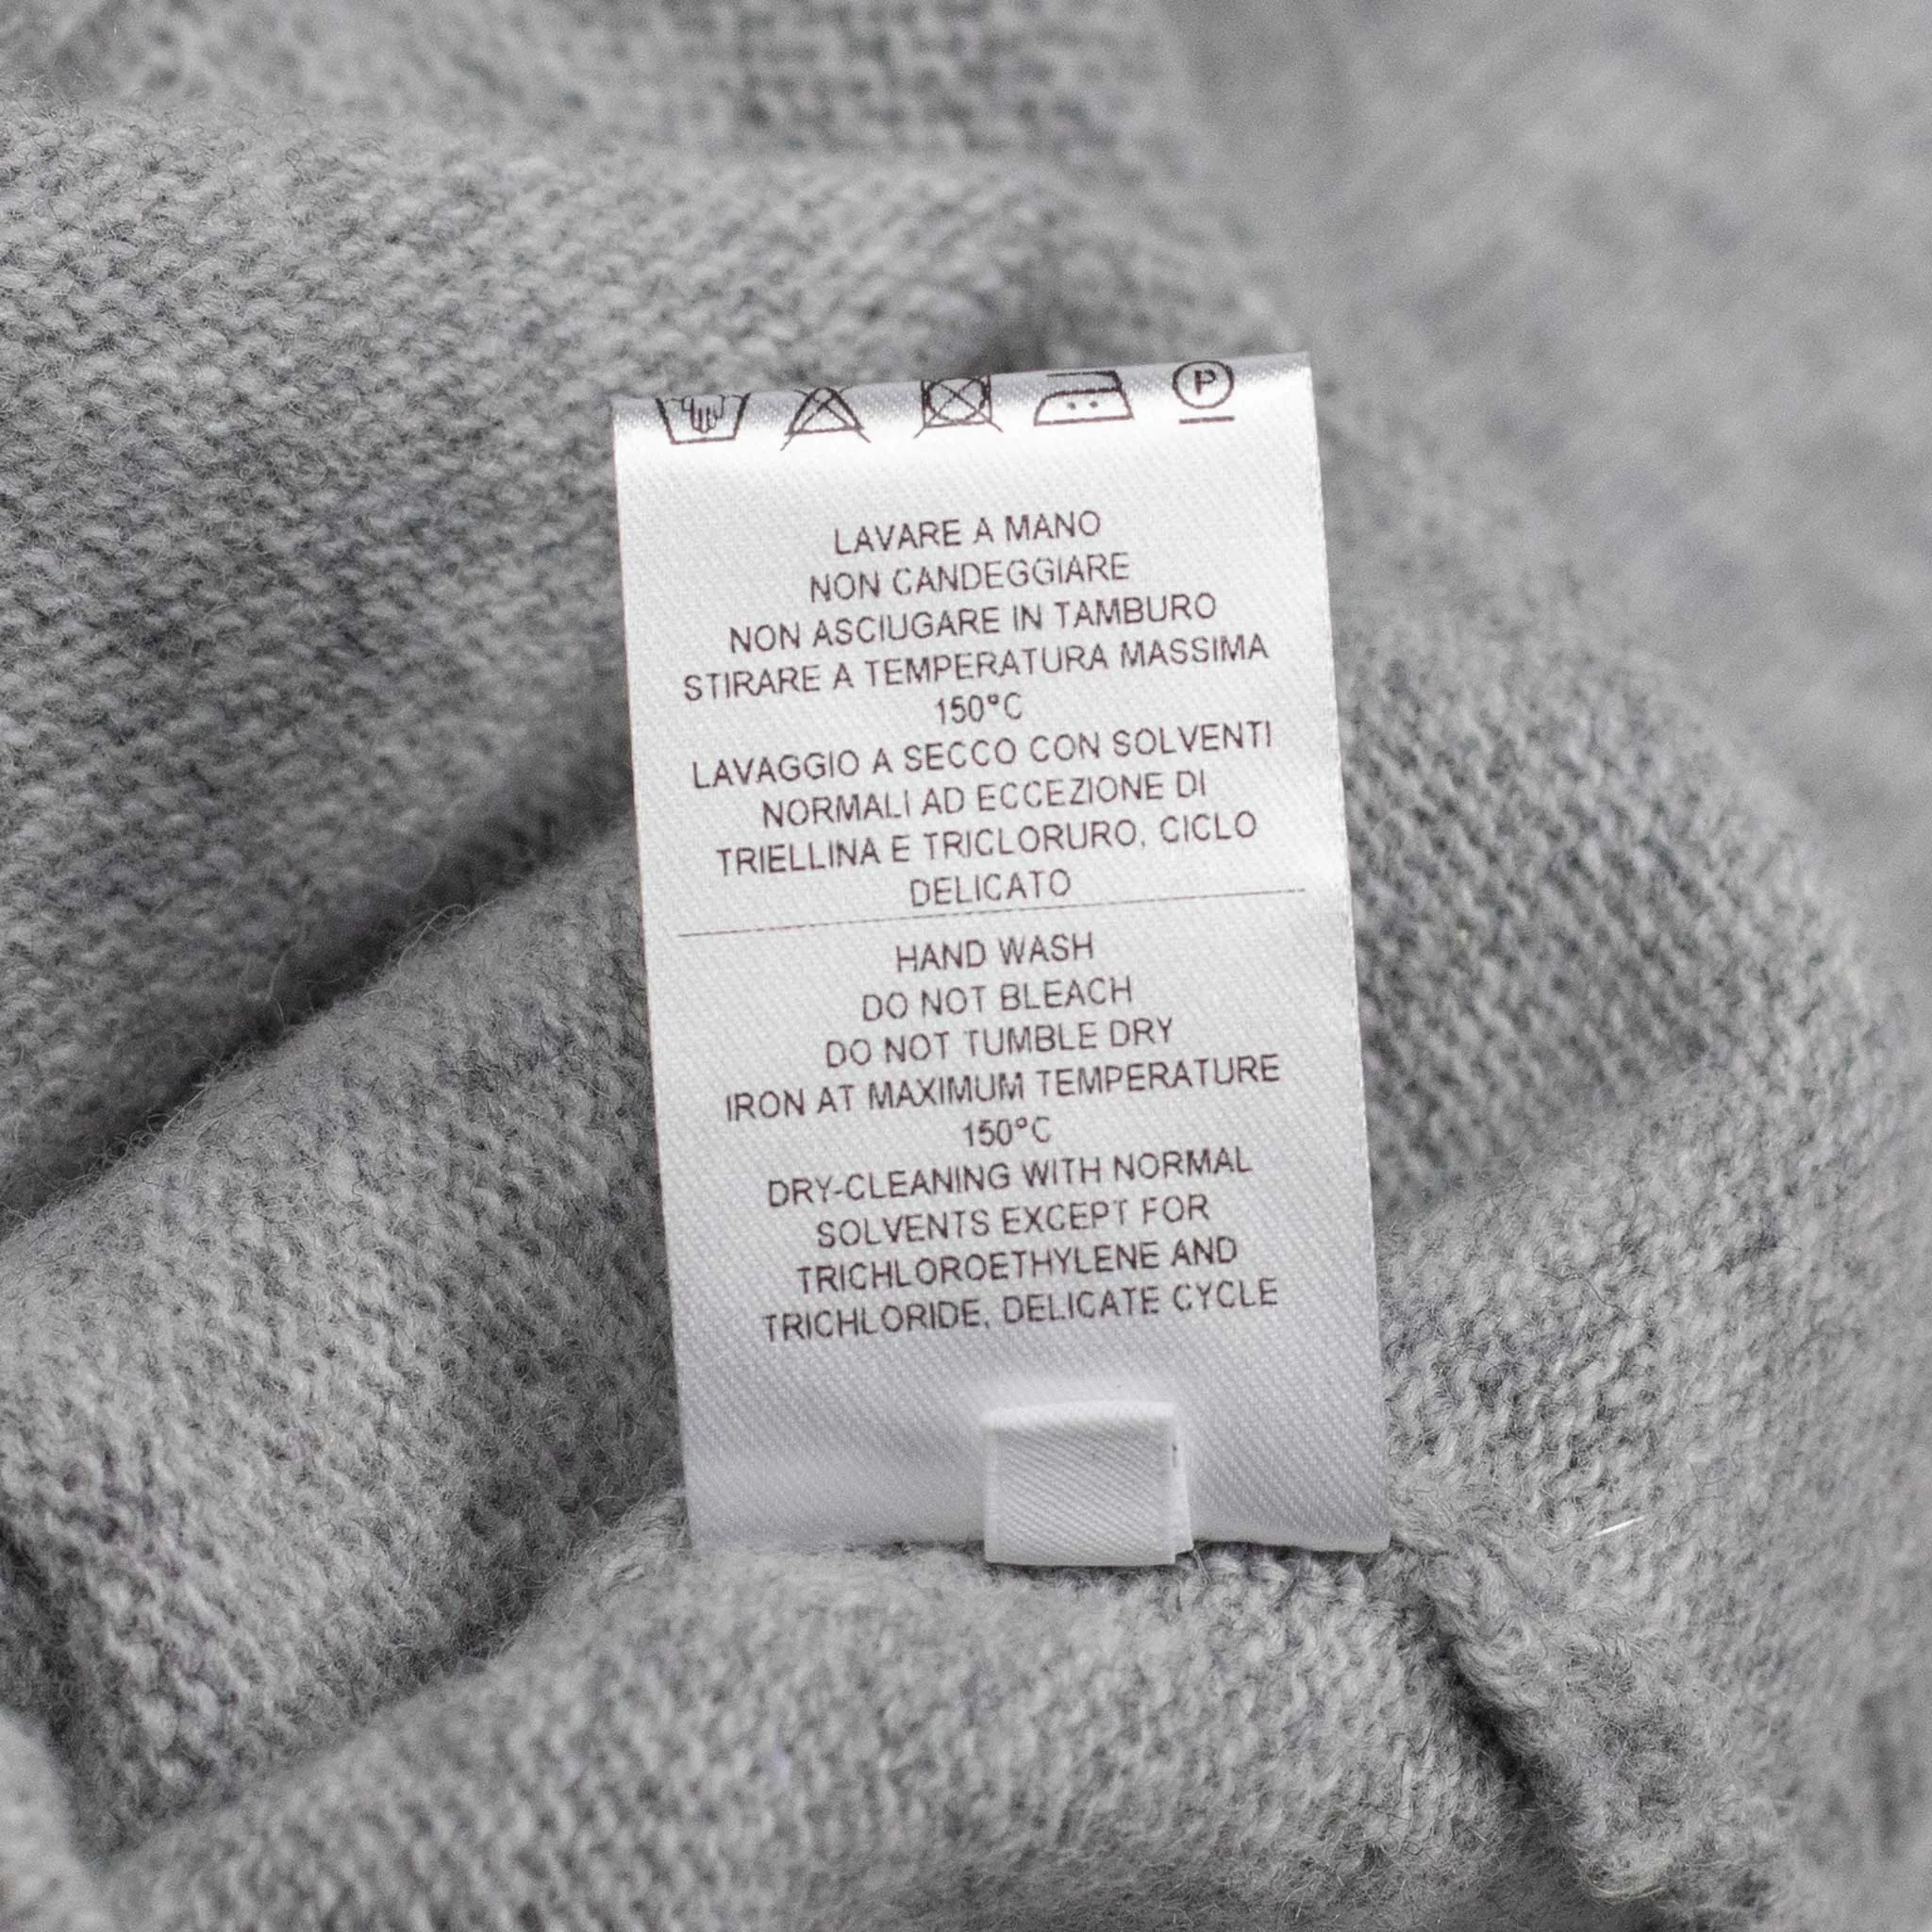 P
LAVARE A MANO
NON CANDEGGIARE
NON ASCIUGARE IN TAMBURO
STIRARE A TEMPERATURA MASSIMA
150°C
LAVAGGIO A SECCO CON SOLVENTI
NORMALI AD ECCEZIONE DI
TRIELLINA E TRICLORURO, CICLO
DELICATO
HAND WASH
DO NOT BLEACH
DO NOT TUMBLE DRY
IRON AT MAXIMUM TEMPERATURE
150°C
DRY-CLEANING WITH NORMAL
SOLVENTS EXCEPT FOR
TRICHLOROETHYLENE AND
TRICHLORIDE, DELICATE CYCLE